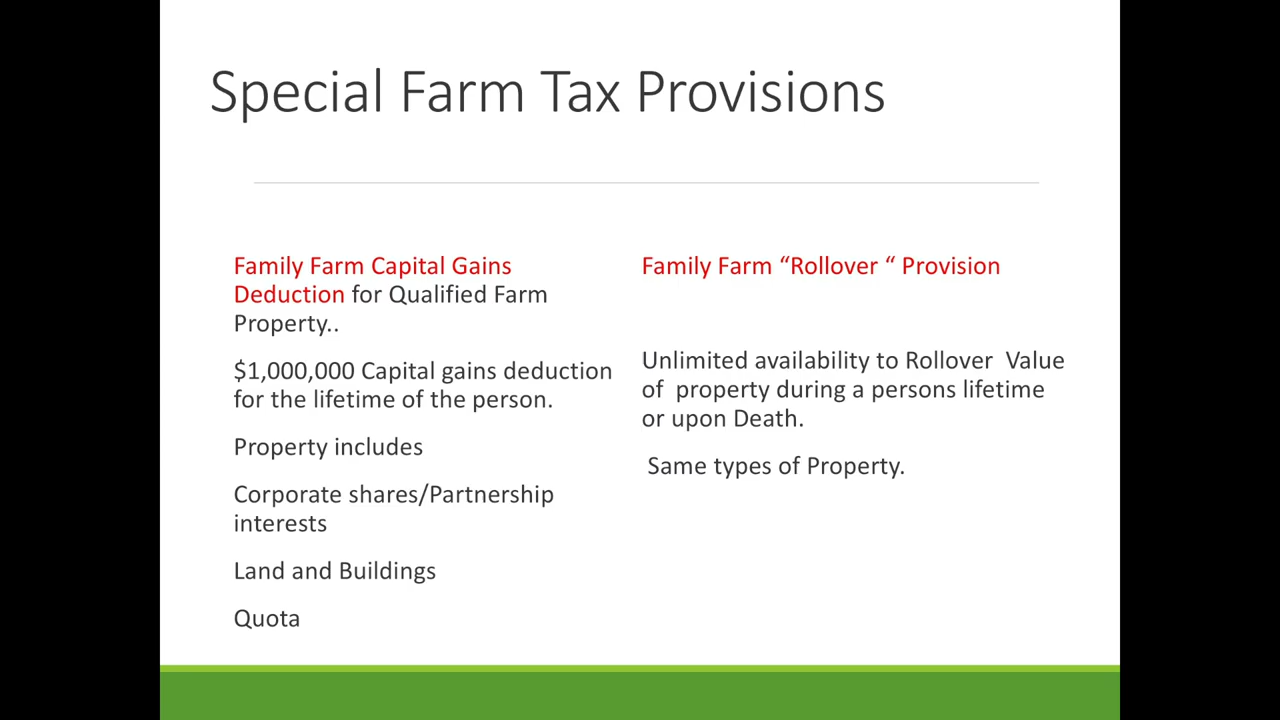 Special Farm Tax Provisions
Family Farm Capital Gains
Deduction for Qualified Farm
Property..
$1,000,000 Capital gains deduction
for the lifetime of the person.
Property includes
Corporate shares/Partnership
interests
Land and Buildings
Quota
Family Farm “Rollover “ Provision
Unlimited availability to Rollover  Value
of  property during a persons lifetime
or upon Death.
Same types of Property.